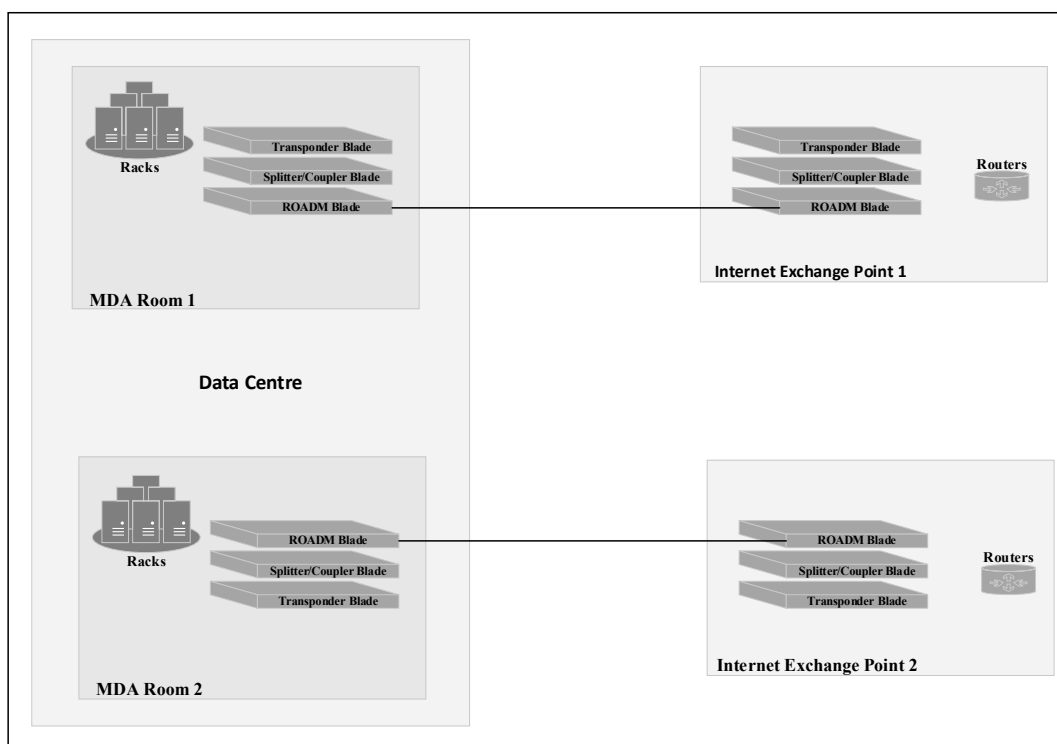 Transponder Blade
Splitter/Coupler Blade
ROADM Blade
Racks
MDA Room 1
Transponder Blade
Splitter/Coupler Blade
ROADM Blade
Routers
Internet Exchange Point 1
Data Centre
ROADM Blade
Splitter/Coupler Blade
Transponder Blade
Racks
MDA Room 2
ROADM Blade
Splitter/Coupler Blade
Transponder Blade
Routers
Internet Exchange Point 2